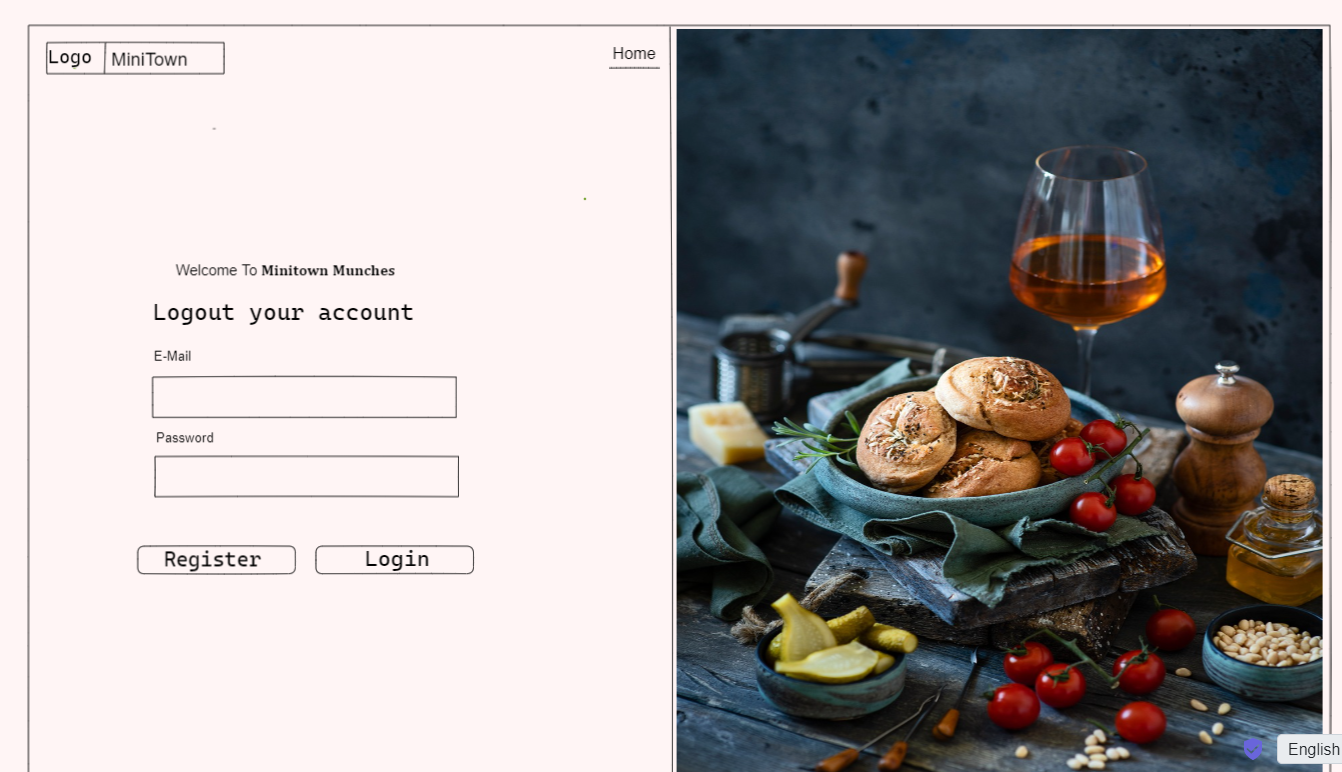 Logo MiniTown
Home
Welcome To Minitown Munches
Logout your account
E-Mail
Password
Register Login
English